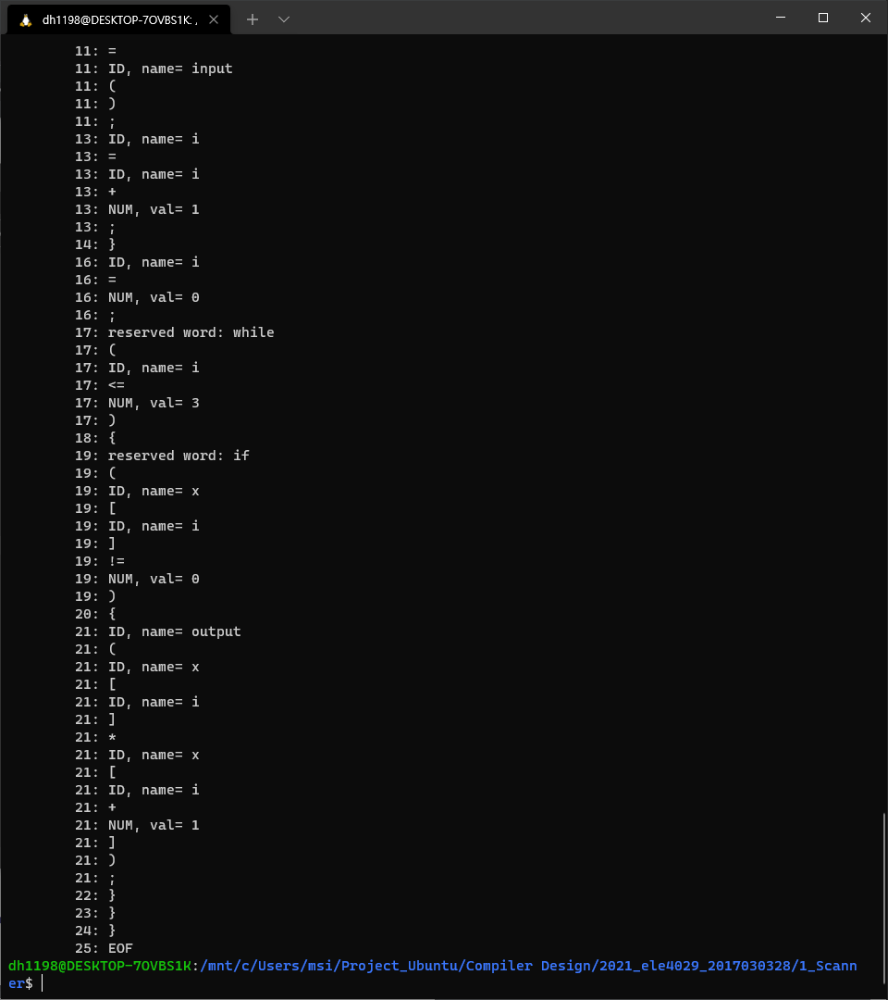 dh1198@DESKTOP-7OVBS1K: ,
11: =
11: ID, name= input
11: (
11: )
11: ;
13: ID, name= i
13: =
13: ID, name= i
13: +
13: NUM, val= 1
13: ;
14: }
16: ID, name= i
16: =
16: NUM, val= 0
16: ;
17: reserved word: while
17: (
17: ID, name= i
17: <=
17: NUM, val= 3
17: )
18: {
19: reserved word: if
19: (
19: ID, name= x
19: [
19: ID, name= i
19: ]
19: !=
19: NUM, val= 0
19: )
20: {
21: ID, name= output
21: (
21: ID, name= x
21: [
21: ID, name= i
21: ]
21: *
21: ID, name= x
21: [
21: ID, name= i
21: +
21: NUM, val= 1
21: ]
21: )
21: ;
22: }
23: }
24: }
25: EOF
dh1198@DESKTOP-7OVBS1K:/mnt/c/Users/msi/Project_Ubuntu/Compiler Design/2021_ele4029_2017030328/1_Scann
er$